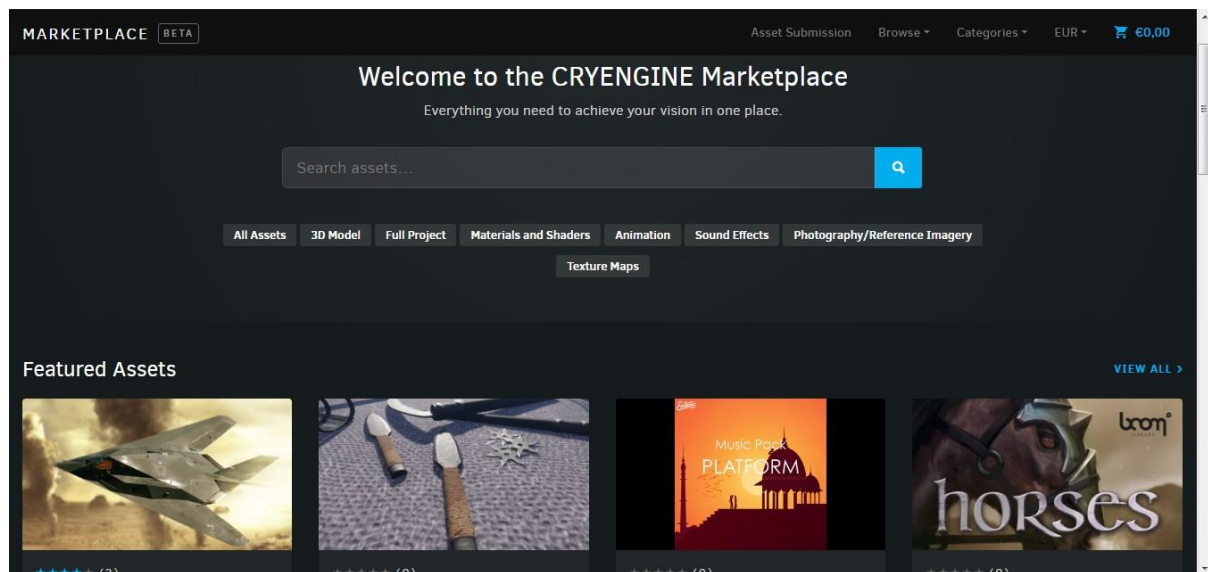 MARKETPLACE BETA Asset Submission Browse Categories EUR €0,00
Welcome to the CRYENGINE Marketplace
Everything you need to achieve your vision in one place.
Search assets...
All Assets 3D Model Full Project Materials and Shaders Animation Sound Effects Photography/Reference Imagery
Texture Maps
Featured Assets VIEW ALL >
Music Pack
PLATFORM
boom
LIBRARY
horses